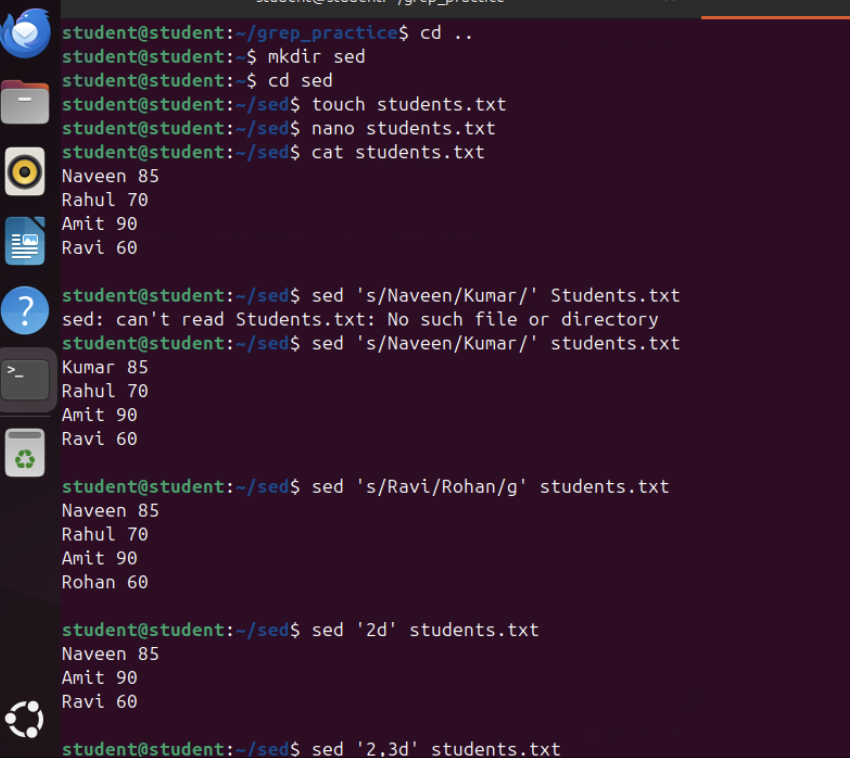 student@student: ~/grep_practice
student@student:~/grep_practice$ cd ..
student@student:~$ mkdir sed
student@student:~$ cd sed
student@student:~/sed$ touch students.txt
student@student:~/sed$ nano students.txt
student@student:~/sed$ cat students.txt
Naveen 85
Rahul 70
Amit 90
Ravi 60
student@student:~/sed$ sed 's/Naveen/Kumar/' Students.txt
sed: can't read Students.txt: No such file or directory
student@student:~/sed$ sed 's/Naveen/Kumar/' students.txt
Kumar 85
Rahul 70
Amit 90
Ravi 60
student@student:~/sed$ sed 's/Ravi/Rohan/g' students.txt
Naveen 85
Rahul 70
Amit 90
Rohan 60
student@student:~/sed$ sed '2d' students.txt
Naveen 85
Amit 90
Ravi 60
student@student:~/sed$ sed '2,3d' students.txt